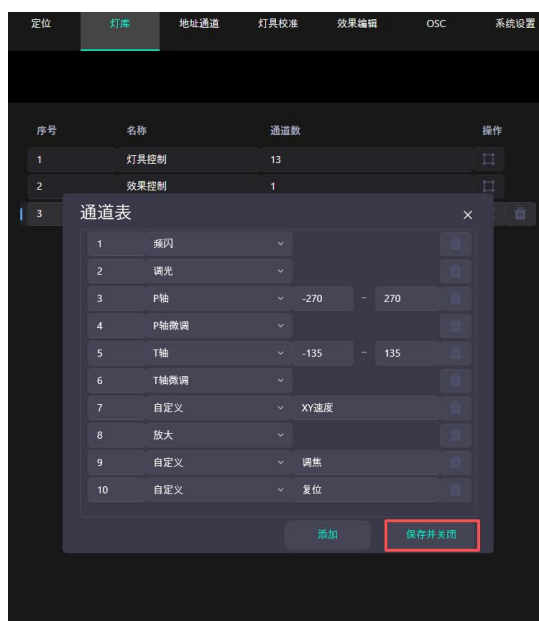 定位 灯库 地址通道 灯具校准 效果编辑 OSC 系统设置
序号 名称 通道数 操作
1 灯具控制 13
2 效果控制 1
3
通道表 ×
1 频闪
2 调光
3 P轴 -270 ~ 270
4 P轴微调
5 T轴 -135 ~ 135
6 T轴微调
7 自定义 XY速度
8 放大
9 自定义 调焦
10 自定义 复位
添加 保存并关闭